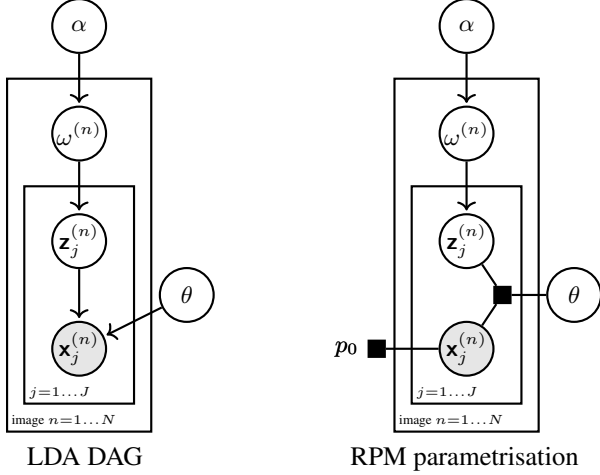 α
ω^(n)
z_j^(n)
θ
x_j^(n)
j=1...J
image n=1...N
LDA DAG
α
ω^(n)
z_j^(n)
θ
p₀
x_j^(n)
j=1...J
image n=1...N
RPM parametrisation